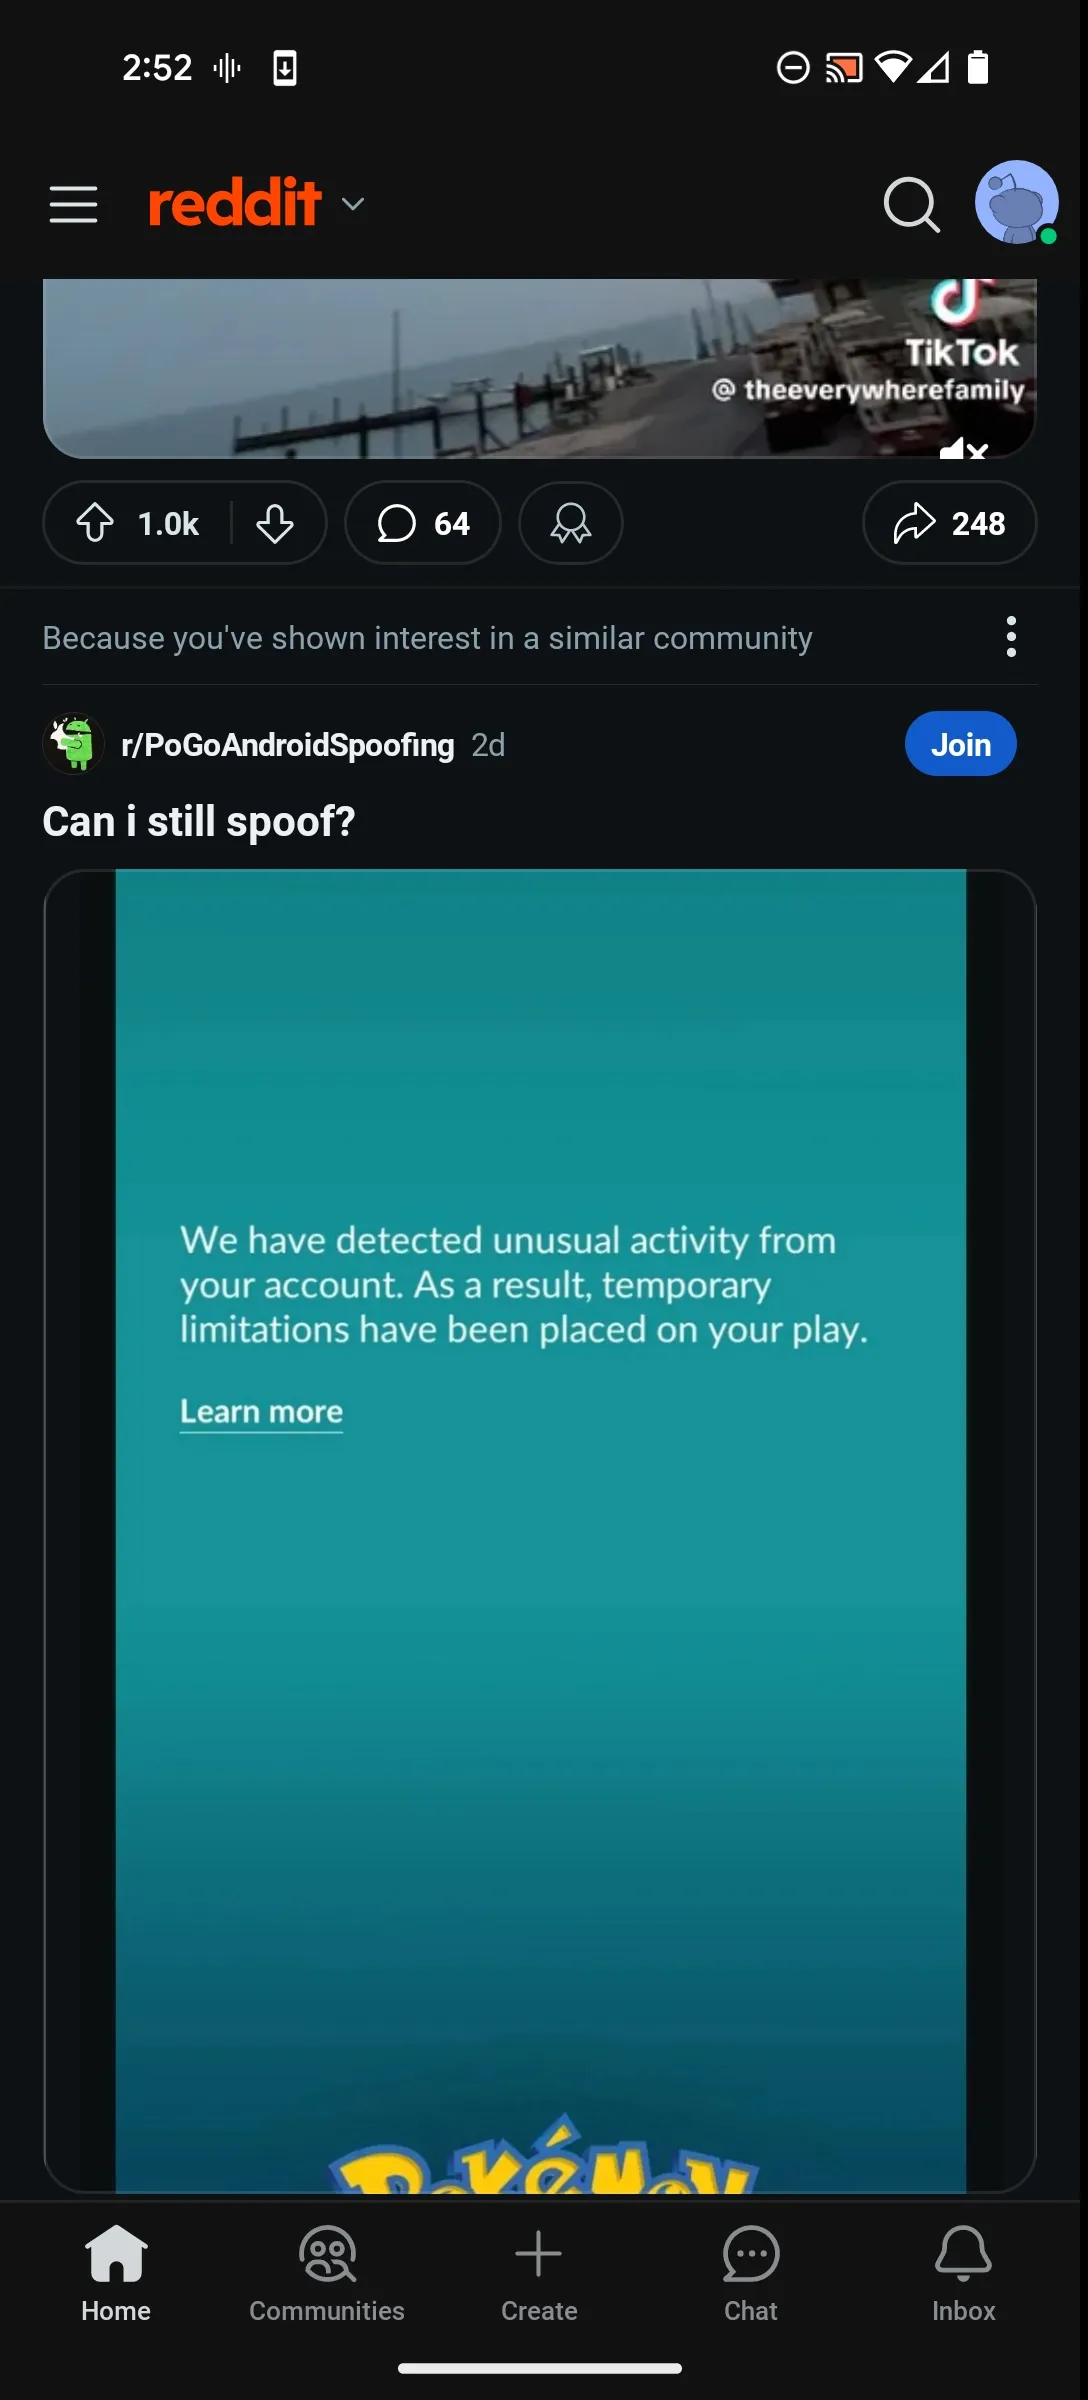 2:52
reddit
TikTok
@ theeverywherefamily
1.0k
64
248
Because you've shown interest in a similar community
r/PoGoAndroidSpoofing 2d
Join
Can i still spoof?
We have detected unusual activity from
your account. As a result, temporary
limitations have been placed on your play.
Learn more
Pokémon
Home
Communities
Create
Chat
Inbox